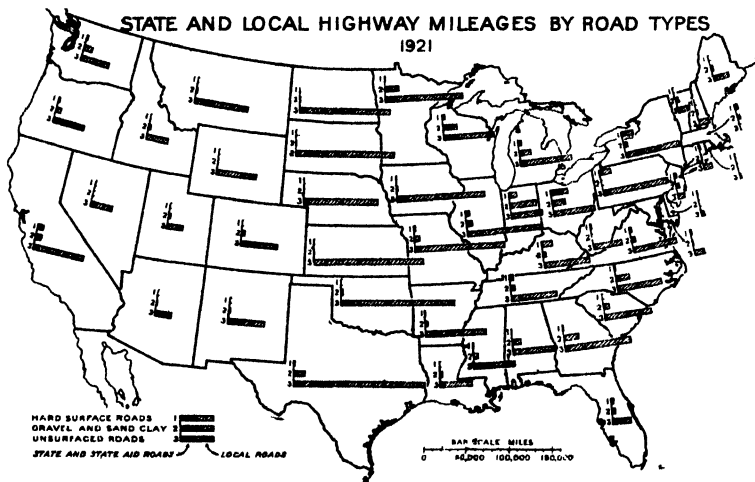 STATE AND LOCAL HIGHWAY MILEAGES BY ROAD TYPES
1921
HARD SURFACE ROADS 1
GRAVEL AND SAND CLAY 2
UNSURFACED ROADS 3
STATE AND STATE AID ROADS
LOCAL ROADS
BAR SCALE MILES
0 50,000 100,000 150,000